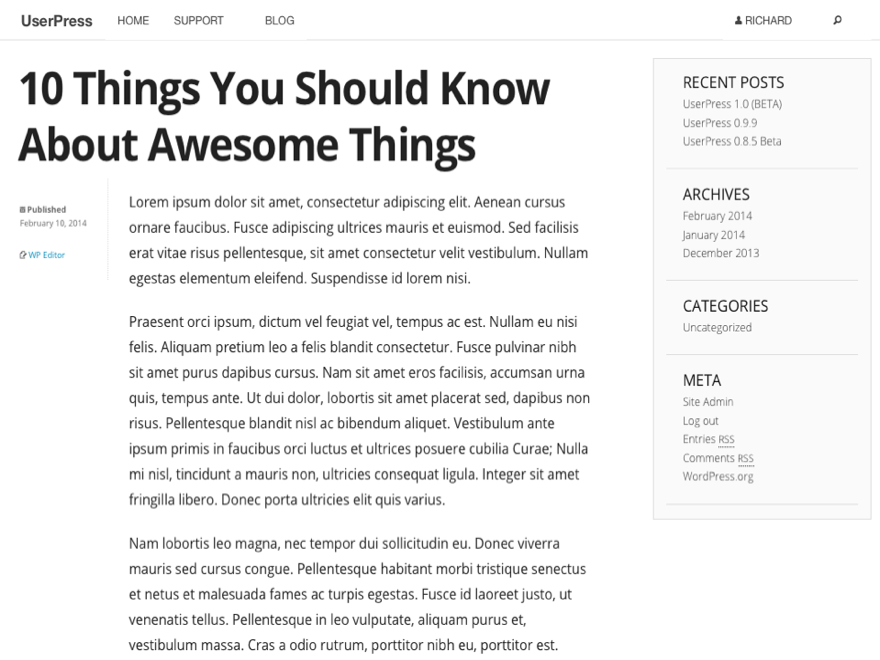 UserPress HOME SUPPORT BLOG RICHARD
10 Things You Should Know
About Awesome Things
Published
February 10, 2014
WP Editor
Lorem ipsum dolor sit amet, consectetur adipiscing elit. Aenean cursus
ornare faucibus. Fusce adipiscing ultrices mauris et euismod. Sed facilisis
erat vitae risus pellentesque, sit amet consectetur velit vestibulum. Nullam
egestas elementum eleifend. Suspendisse id lorem nisi.
Praesent orci ipsum, dictum vel feugiat vel, tempus ac est. Nullam eu nisi
felis. Aliquam pretium leo a felis blandit consectetur. Fusce pulvinar nibh
sit amet purus dapibus cursus. Nam sit amet eros facilisis, accumsan urna
quis, tempus ante. Ut dui dolor, lobortis sit amet placerat sed, dapibus non
risus. Pellentesque blandit nisl ac bibendum aliquet. Vestibulum ante
ipsum primis in faucibus orci luctus et ultrices posuere cubilia Curae; Nulla
mi nisl, tincidunt a mauris non, ultricies consequat ligula. Integer sit amet
fringilla libero. Donec porta ultricies elit quis varius.
Nam lobortis leo magna, nec tempor dui sollicitudin eu. Donec viverra
mauris sed cursus congue. Pellentesque habitant morbi tristique senectus
et netus et malesuada fames ac turpis egestas. Fusce id laoreet justo, ut
venenatis tellus. Pellentesque in leo vulputate, aliquam purus et,
vestibulum massa. Cras a odio rutrum, porttitor nibh eu, porttitor est.
RECENT POSTS
UserPress 1.0 (BETA)
UserPress 0.9.9
UserPress 0.8.5 Beta
ARCHIVES
February 2014
January 2014
December 2013
CATEGORIES
Uncategorized
META
Site Admin
Log out
Entries RSS
Comments RSS
WordPress.org